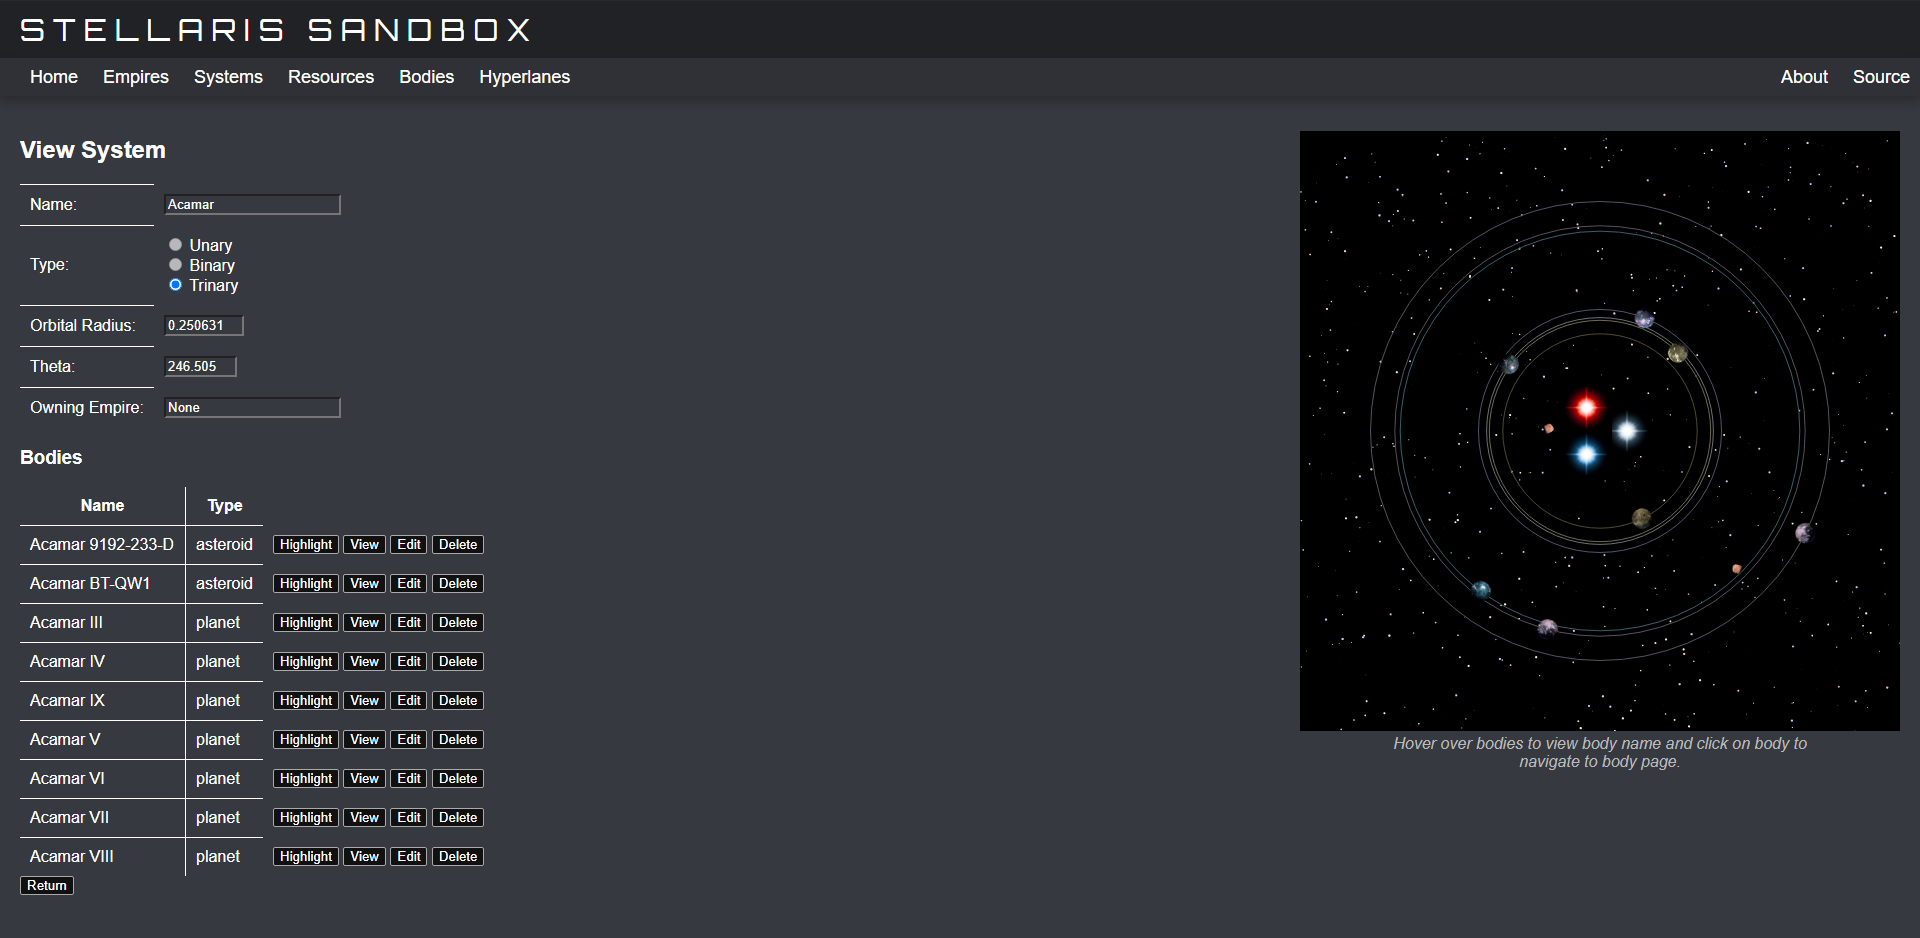 STELLARIS SANDBOX
Home Empires Systems Resources Bodies Hyperlanes About Source
View System
Name: Acamar
Type:
Unary
Binary
Trinary
Orbital Radius: 0.250631
Theta: 246.505
Owning Empire: None
Bodies
Name Type
Acamar 9192-233-D asteroid Highlight View Edit Delete
Acamar BT-QW1 asteroid Highlight View Edit Delete
Acamar III planet Highlight View Edit Delete
Acamar IV planet Highlight View Edit Delete
Acamar IX planet Highlight View Edit Delete
Acamar V planet Highlight View Edit Delete
Acamar VI planet Highlight View Edit Delete
Acamar VII planet Highlight View Edit Delete
Acamar VIII planet Highlight View Edit Delete
Return
Hover over bodies to view body name and click on body to
navigate to body page.